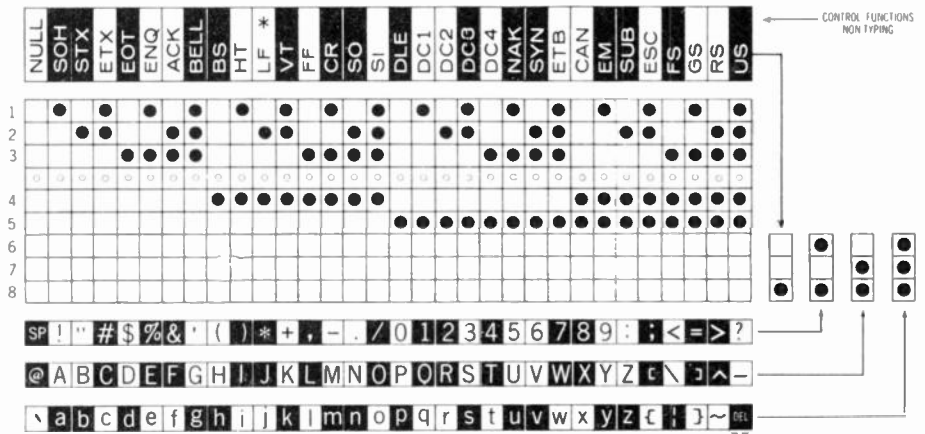 NULL SOH STX ETX EOT ENQ ACK BELL BS HT LF * VT FF CR SO SI DLE DC1 DC2 DC3 DC4 NAK SYN ETB CAN EM SUB ESC FS GS RS US
CONTROL FUNCTIONS
NON TYPING
1
2
3
4
5
6
7
8
SP ! " # $ % & ' ( ) * + , - . / 0 1 2 3 4 5 6 7 8 9 : ; < = > ?
@ A B C D E F G H I J K L M N O P Q R S T U V W X Y Z [ \ ] ^ _
` a b c d e f g h i j k l m n o p q r s t u v w x y z { ¦ } ~ DEL